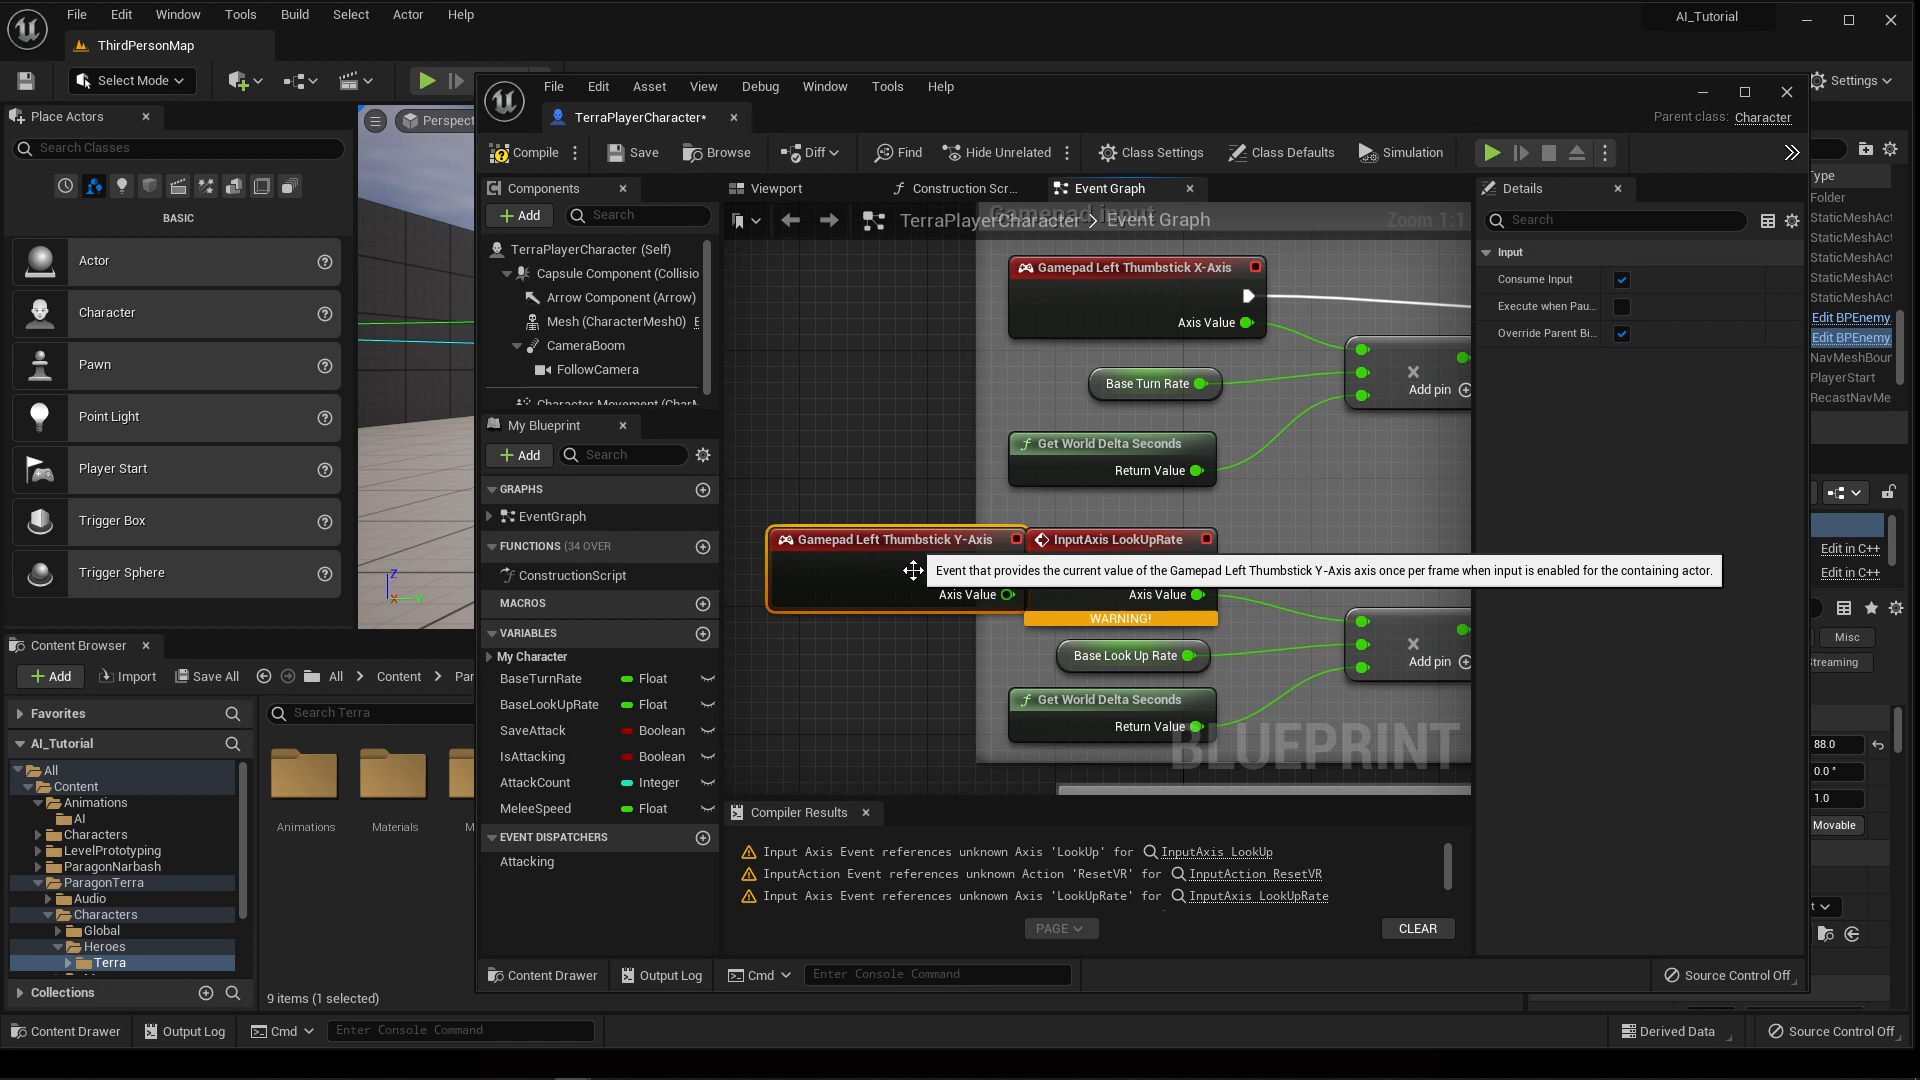 File Edit Window Tools Build Select Actor Help
AI_Tutorial
ThirdPersonMap
Select Mode
Settings
Place Actors
Search Classes
BASIC
Actor
Character
Pawn
Point Light
Player Start
Trigger Box
Trigger Sphere
Perspect
Z
X
Y
File Edit Asset View Debug Window Tools Help
TerraPlayerCharacter*
Parent class: Character
Compile Save Browse Diff Find Hide Unrelated Class Settings Class Defaults Simulation
Components
Add Search
TerraPlayerCharacter (Self)
Capsule Component (Collisio
Arrow Component (Arrow)
Mesh (CharacterMesh0) E
CameraBoom
FollowCamera
Character Movement (CharM
My Blueprint
Add Search
GRAPHS
EventGraph
FUNCTIONS (34 OVER
ConstructionScript
MACROS
VARIABLES
My Character
BaseTurnRate Float
BaseLookUpRate Float
SaveAttack Boolean
IsAttacking Boolean
AttackCount Integer
MeleeSpeed Float
EVENT DISPATCHERS
Attacking
Viewport Construction Scr... Event Graph
Gamepad input
TerraPlayerCharacter > Event Graph Zoom 1:1
Gamepad Left Thumbstick X-Axis
Axis Value
Base Turn Rate
Add pin
Get World Delta Seconds
Return Value
Gamepad Left Thumbstick Y-Axis InputAxis LookUpRate
Event that provides the current value of the Gamepad Left Thumbstick Y-Axis axis once per frame when input is enabled for the containing actor.
Axis Value Axis Value
WARNING!
Base Look Up Rate
Add pin
Get World Delta Seconds
Return Value
BLUEPRINT
Compiler Results
Input Axis Event references unknown Axis 'LookUp' for InputAxis LookUp
InputAction Event references unknown Action 'ResetVR' for InputAction ResetVR
Input Axis Event references unknown Axis 'LookUpRate' for InputAxis LookUpRate
PAGE
CLEAR
Content Drawer Output Log Cmd Enter Console Command Source Control Off
Details
Search
Input
Consume Input
Execute when Pau...
Override Parent Bi...
ype
Folder
StaticMeshAct
StaticMeshAct
StaticMeshAct
StaticMeshAct
StaticMeshAct
Edit BPEnemy
Edit BPEnemy
NavMeshBour
PlayerStart
RecastNavMe
Edit in C++
Edit in C++
Misc
treaming
88.0
0.0 °
1.0
Movable
t
Content Browser
Add Import Save All All > Content > Par
Favorites
Search Terra
AI_Tutorial
All
Content
Animations
AI
Characters
LevelPrototyping
ParagonNarbash
ParagonTerra
Audio
Characters
Global
Heroes
Terra
Collections
Animations Materials M
9 items (1 selected)
Content Drawer Output Log Cmd Enter Console Command
Derived Data Source Control Off